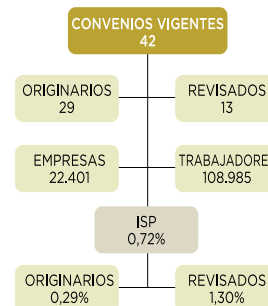 CONVENIOS VIGENTES
42
ORIGINARIOS
29
REVISADOS
13
EMPRESAS
22.401
TRABAJADORES
108.985
ISP
0,72%
ORIGINARIOS
0,29%
REVISADOS
1,30%